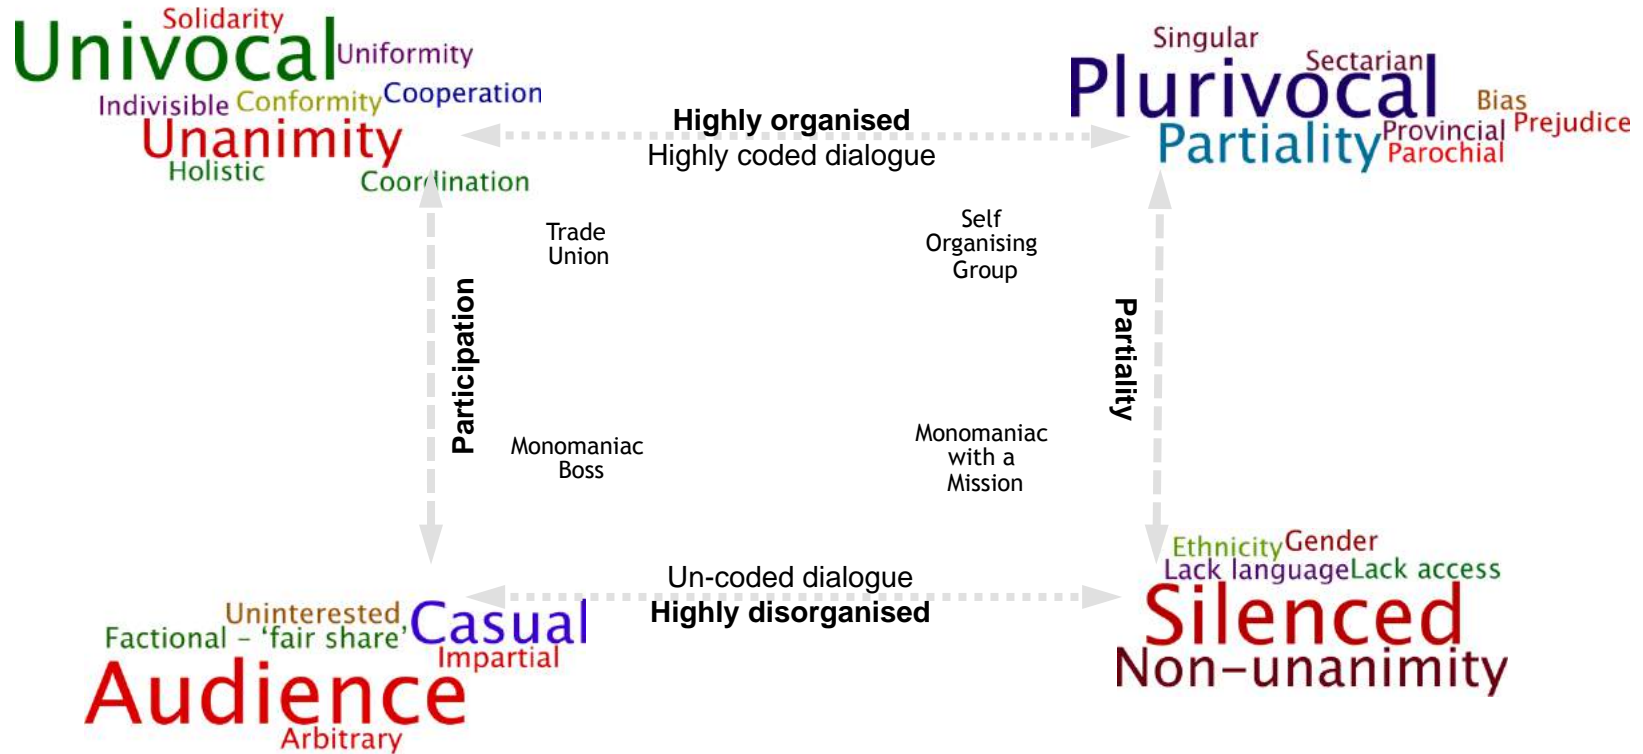 Solidarity
Univocal
Uniformity
Indivisible Conformity Cooperation
Unanimity
Holistic
Coordination
Highly organised
Highly coded dialogue
Singular
Sectarian
Plurivocal
Bias
Partiality Provincial Prejudice
Parochial
Trade
Union
Self
Organising
Group
Participation
Partiality
Monomaniac
Boss
Monomaniac
with a
Mission
Un-coded dialogue
Highly disorganised
Uninterested
Casual
Factional - 'fair share'
Impartial
Audience
Arbitrary
Ethnicity Gender
Lack language Lack access
Silenced
Non-unanimity